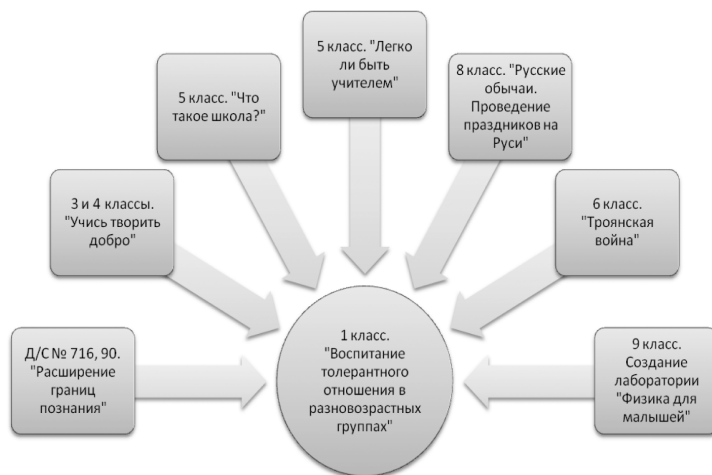 Д/С № 716, 90.
"Расширение
границ
познания"
3 и 4 классы.
"Учись творить
добро"
5 класс. "Что
такое школа?"
5 класс. "Легко
ли быть
учителем"
8 класс. "Русские
обычаи.
Проведение
праздников на
Руси"
6 класс.
"Троянская
война"
9 класс.
Создание
лаборатории
"Физика для
малышей"
1 класс.
"Воспитание
толерантного
отношения в
разновозрастных
группах"